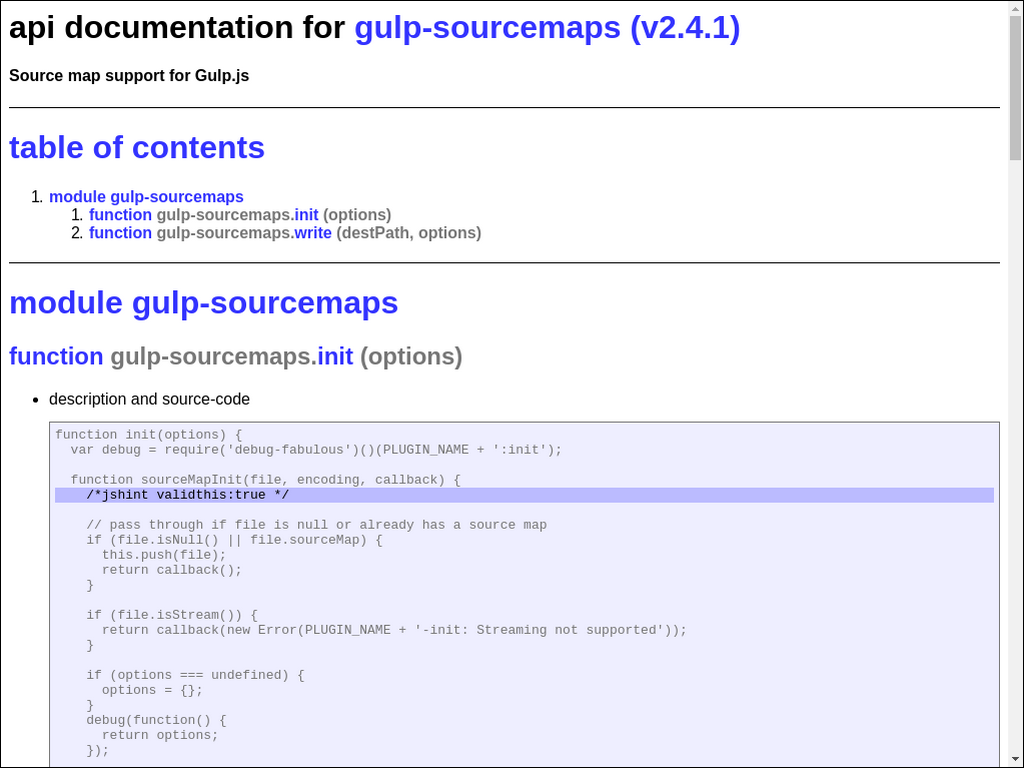 api documentation for gulp-sourcemaps (v2.4.1)
Source map support for Gulp.js
table of contents
1. module gulp-sourcemaps
1. function gulp-sourcemaps.init (options)
2. function gulp-sourcemaps.write (destPath, options)
module gulp-sourcemaps
function gulp-sourcemaps.init (options)
• description and source-code
function init(options) {
  var debug = require('debug-fabulous')()(PLUGIN_NAME + ':init');
  function sourceMapInit(file, encoding, callback) {
    /*jshint validthis:true */
    // pass through if file is null or already has a source map
    if (file.isNull() || file.sourceMap) {
      this.push(file);
      return callback();
    }
    if (file.isStream()) {
      return callback(new Error(PLUGIN_NAME + '-init: Streaming not supported'));
    }
    if (options === undefined) {
      options = {};
    }
    debug(function() {
      return options;
    });